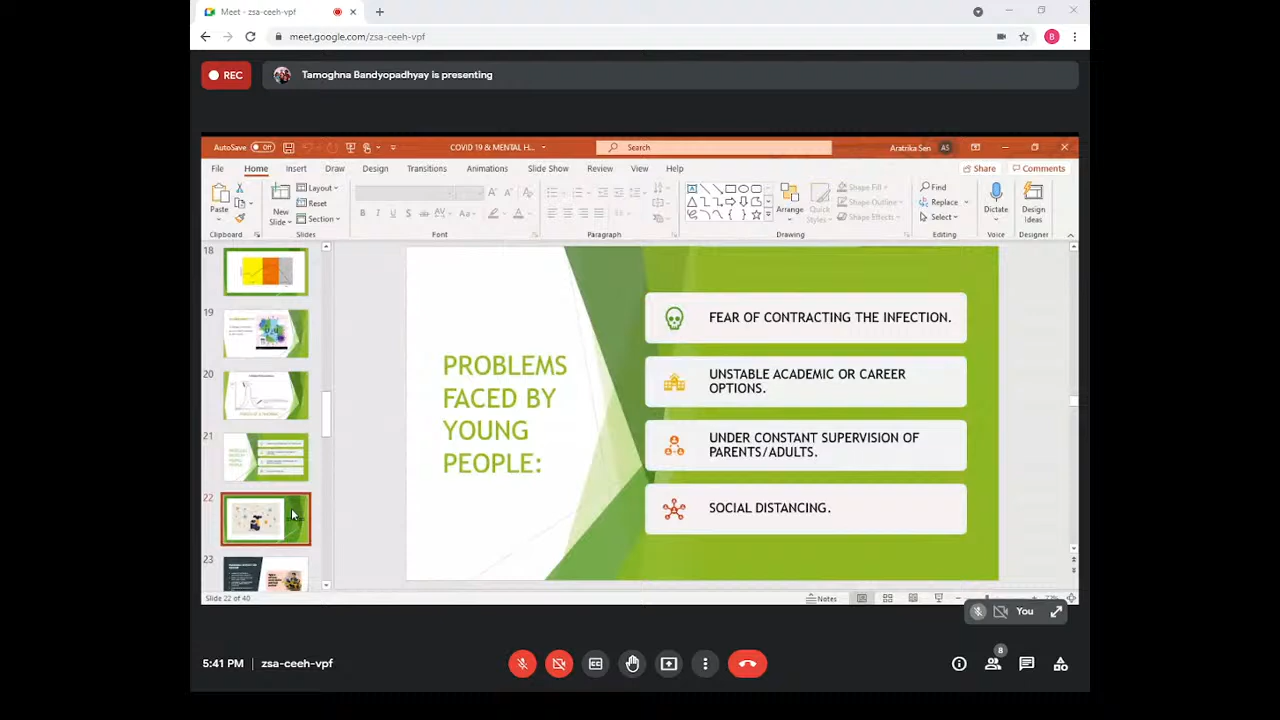 Meet - zsa-ceeh-vpf
meet.google.com/zsa-ceeh-vpf
B
REC
Tamoghna Bandyopadhyay is presenting
AutoSave Off
COVID 19 & MENTAL H...
Search
Aratrika Sen AS
File Home Insert Draw Design Transitions Animations Slide Show Review View Help
Share Comments
Paste
New
Slide
Layout
Reset
Section
Arrange
Quick
Styles
Shape Fill
Shape Outline
Shape Effects
Find
Replace
Select
Dictate
Design
Ideas
Clipboard Slides Font Paragraph Drawing Editing Voice Designer
18
19
20
21
22
23
PROBLEMS
FACED BY
YOUNG
PEOPLE:
FEAR OF CONTRACTING THE INFECTION.
UNSTABLE ACADEMIC OR CAREER
OPTIONS.
CONSTANT SUPERVISION OF
PARENTS/ADULTS.
SOCIAL DISTANCING.
Slide 22 of 40
Notes
You
5:41 PM | zsa-ceeh-vpf
8